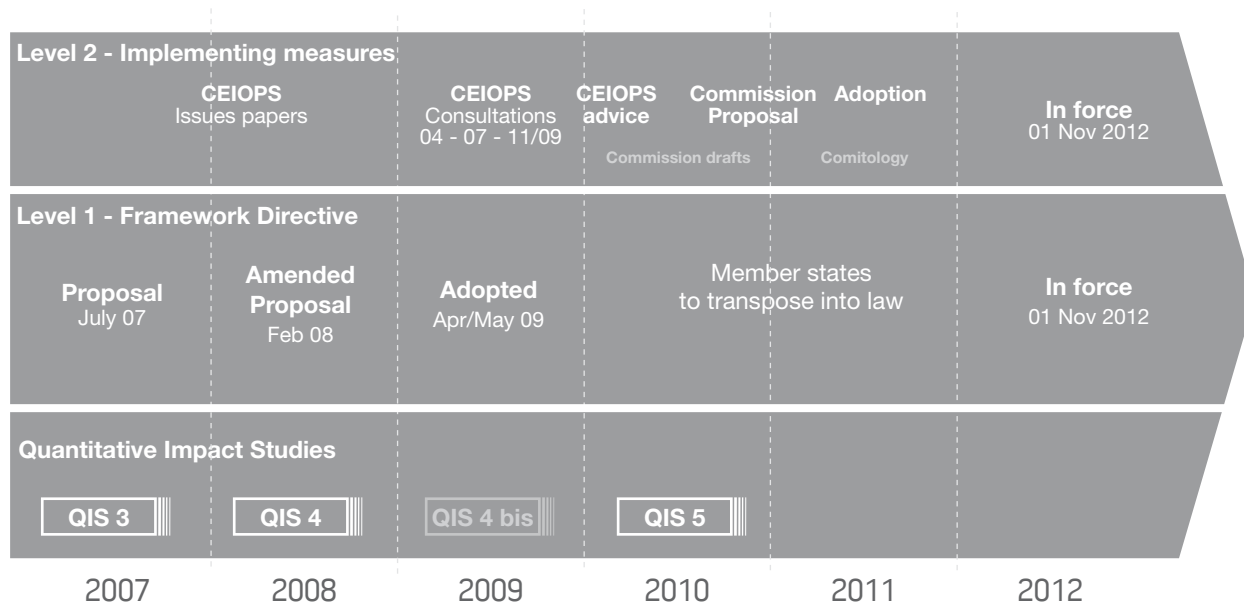 Level 2 - Implementing measures
CEIOPS
Issues papers
CEIOPS
Consultations
04 - 07 - 11/09
CEIOPS
advice
Commission
Proposal
Adoption
In force
01 Nov 2012
Commission drafts
Comitology
Level 1 - Framework Directive
Proposal
July 07
Amended
Proposal
Feb 08
Adopted
Apr/May 09
Member states
to transpose into law
In force
01 Nov 2012
Quantitative Impact Studies
QIS 3
QIS 4
QIS 4 bis
QIS 5
2007
2008
2009
2010
2011
2012